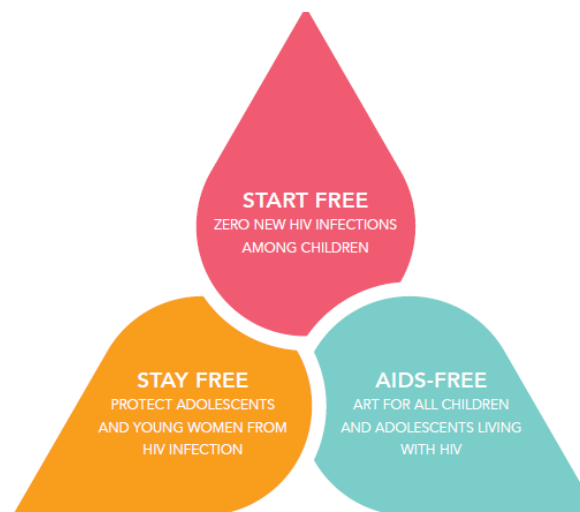 START FREE
ZERO NEW HIV INFECTIONS
AMONG CHILDREN
STAY FREE
PROTECT ADOLESCENTS
AND YOUNG WOMEN FROM
HIV INFECTION
AIDS-FREE
ART FOR ALL CHILDREN
AND ADOLESCENTS LIVING
WITH HIV